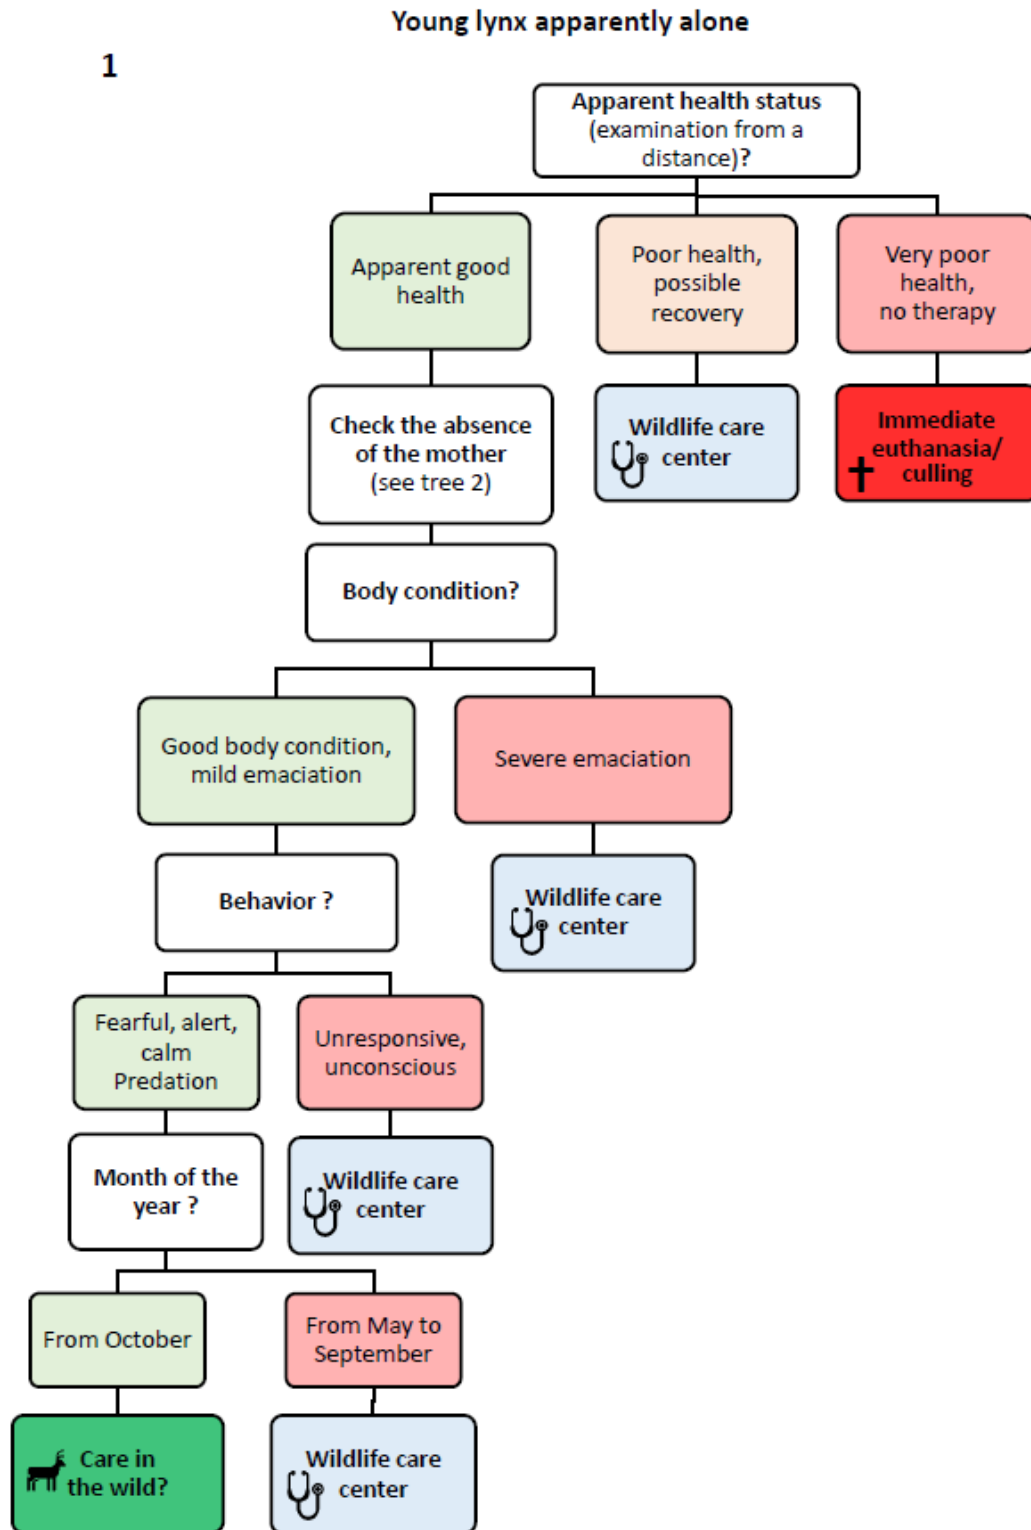 Young lynx apparently alone
1
Apparent health status
(examination from a
distance)?
Apparent good
health
Poor health,
possible
recovery
Very poor
health,
no therapy
Check the absence
of the mother
(see tree 2)
Wildlife care
center
Immediate
euthanasia/
culling
Body condition?
Good body condition,
mild emaciation
Severe emaciation
Behavior ?
Wildlife care
center
Fearful, alert,
calm
Predation
Unresponsive,
unconscious
Month of the
year ?
Wildlife care
center
From October
From May to
September
Care in
the wild?
Wildlife care
center